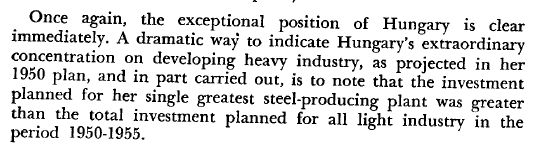 Once again, the exceptional position of Hungary is clear
immediately. A dramatic way to indicate Hungary's extraordinary
concentration on developing heavy industry, as projected in her
1950 plan, and in part carried out, is to note that the investment
planned for her single greatest steel-producing plant was greater
than the total investment planned for all light industry in the
period 1950-1955.